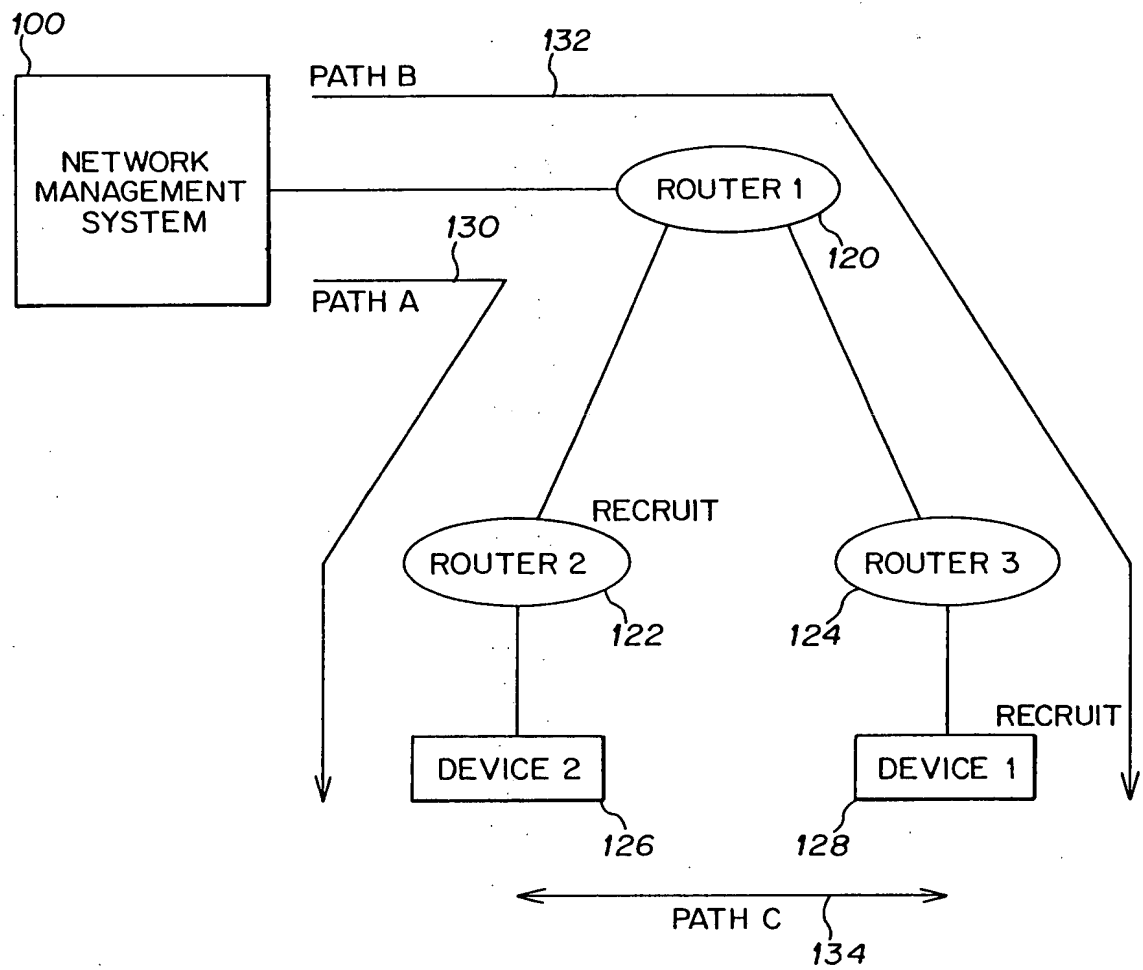 100
132
PATH B
NETWORK
MANAGEMENT
SYSTEM
ROUTER 1
130
120
PATH A
RECRUIT
ROUTER 2
ROUTER 3
122
124
RECRUIT
DEVICE 2
DEVICE 1
126
128
PATH C
134